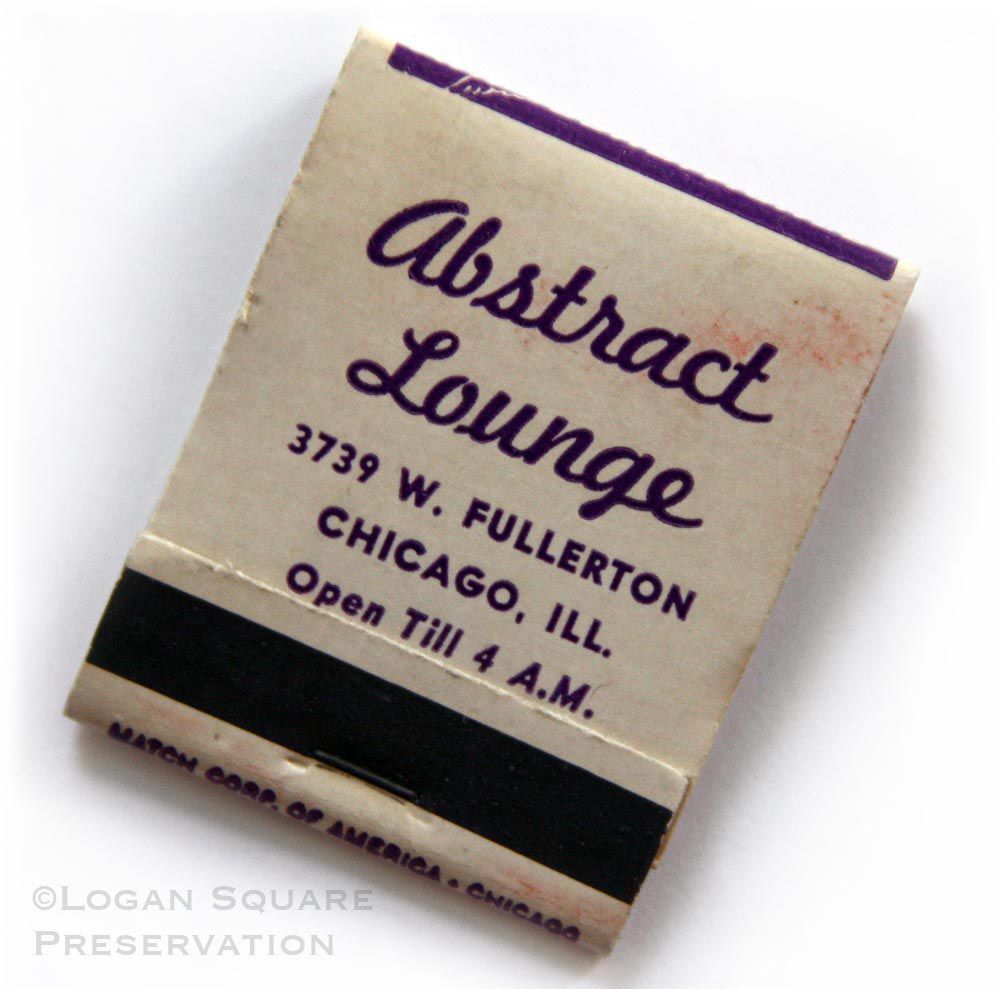 Abstract
Lounge
3739 W. FULLERTON
CHICAGO, ILL.
Open Till 4 A.M.
MATCH CORP. OF AMERICA • CHICAGO
©LOGAN SQUARE
PRESERVATION